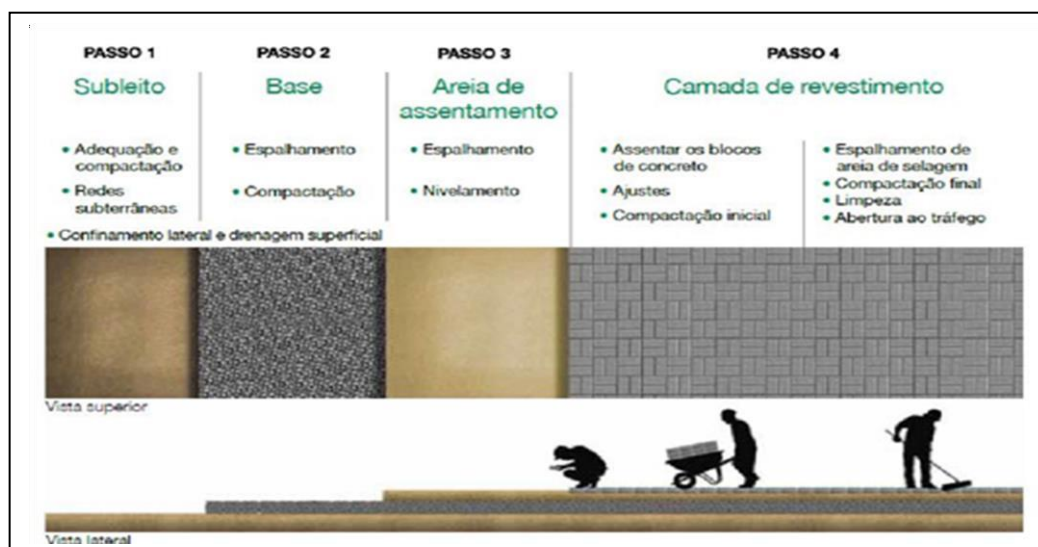 PASSO 1
Subleito
• Adequação e
compactação
• Redes
subterrâneas
• Confinamento lateral e drenagem superficial
PASSO 2
Base
• Espalhamento
• Compactação
PASSO 3
Areia de
assentamento
• Espalhamento
• Nivelamento
PASSO 4
Camada de revestimento
• Assentar os blocos
de concreto
• Ajustes
• Compactação inicial
• Espalhamento de
areia de selagem
• Compactação final
• Limpeza
• Abertura ao tráfego
Vista superior
Vista lateral